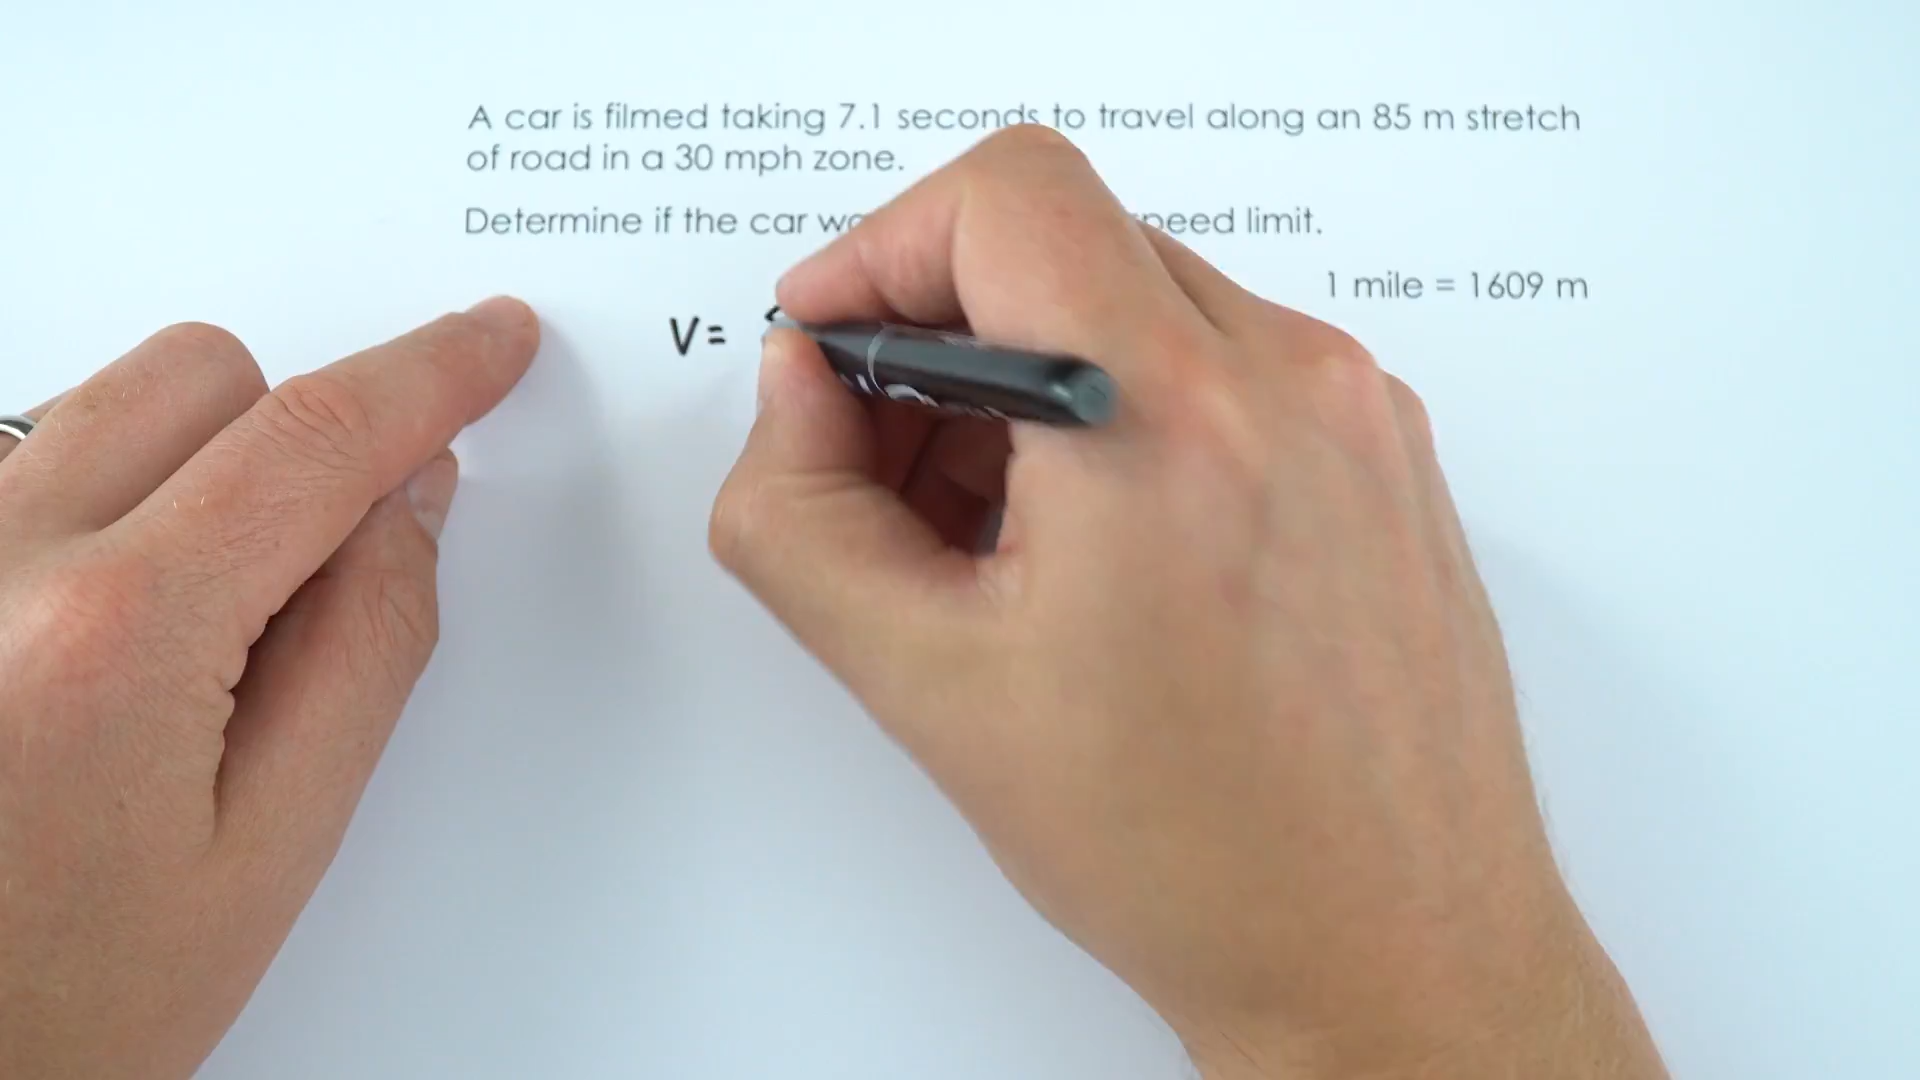 A car is filmed taking 7.1 seconds to travel along an 85 m stretch
of road in a 30 mph zone.
Determine if the car speed limit.
1 mile = 1609 m
V =